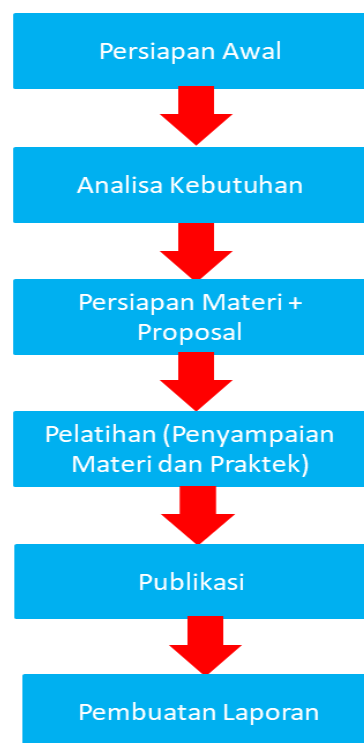 Persiapan Awal
Analisa Kebutuhan
Persiapan Materi +
Proposal
Pelatihan (Penyampaian
Materi dan Praktek)
Publikasi
Pembuatan Laporan